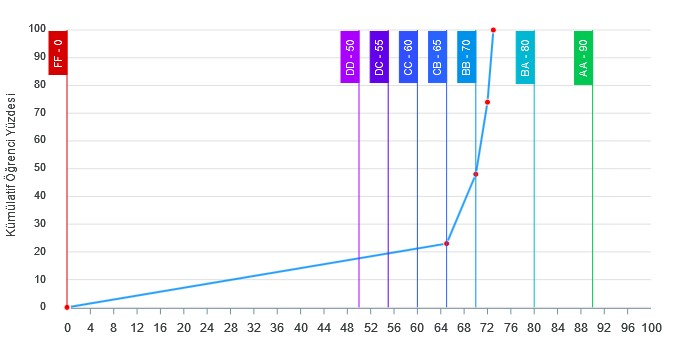 Kümülatif Öğrenci Yüzdesi
100
90
80
70
60
50
40
30
20
10
0
FF - 0
DD - 50
DC - 55
CC - 60
CB - 65
BB - 70
BA - 80
AA - 90
0 4 8 12 16 20 24 28 32 36 40 44 48 52 56 60 64 68 72 76 80 84 88 92 96 100